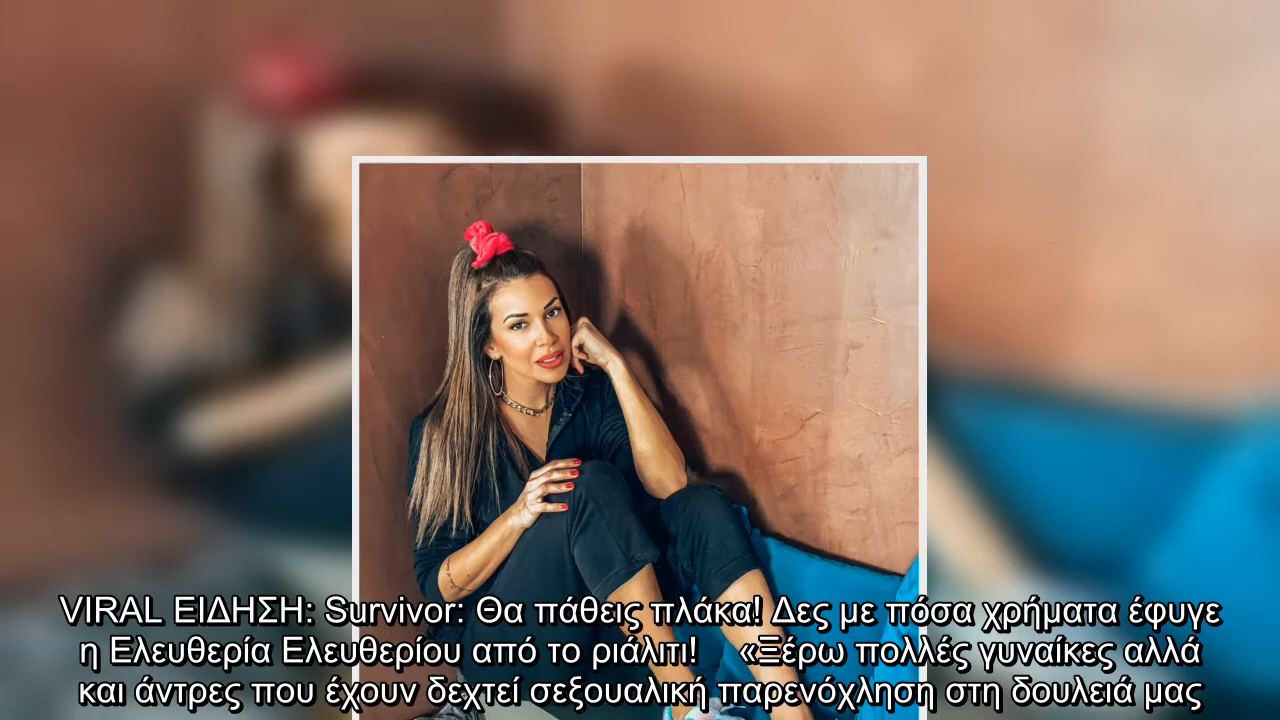 VIRAL ΕΙΔΗΣΗ: Survivor: Θα πάθεις πλάκα! Δες με πόσα χρήματα έφυγε
η Ελευθερία Ελευθερίου από το ριάλιτι! «Ξέρω πολλές γυναίκες αλλά
και άντρες που έχουν δεχτεί σεξουαλική παρενόχληση στη δουλειά μας